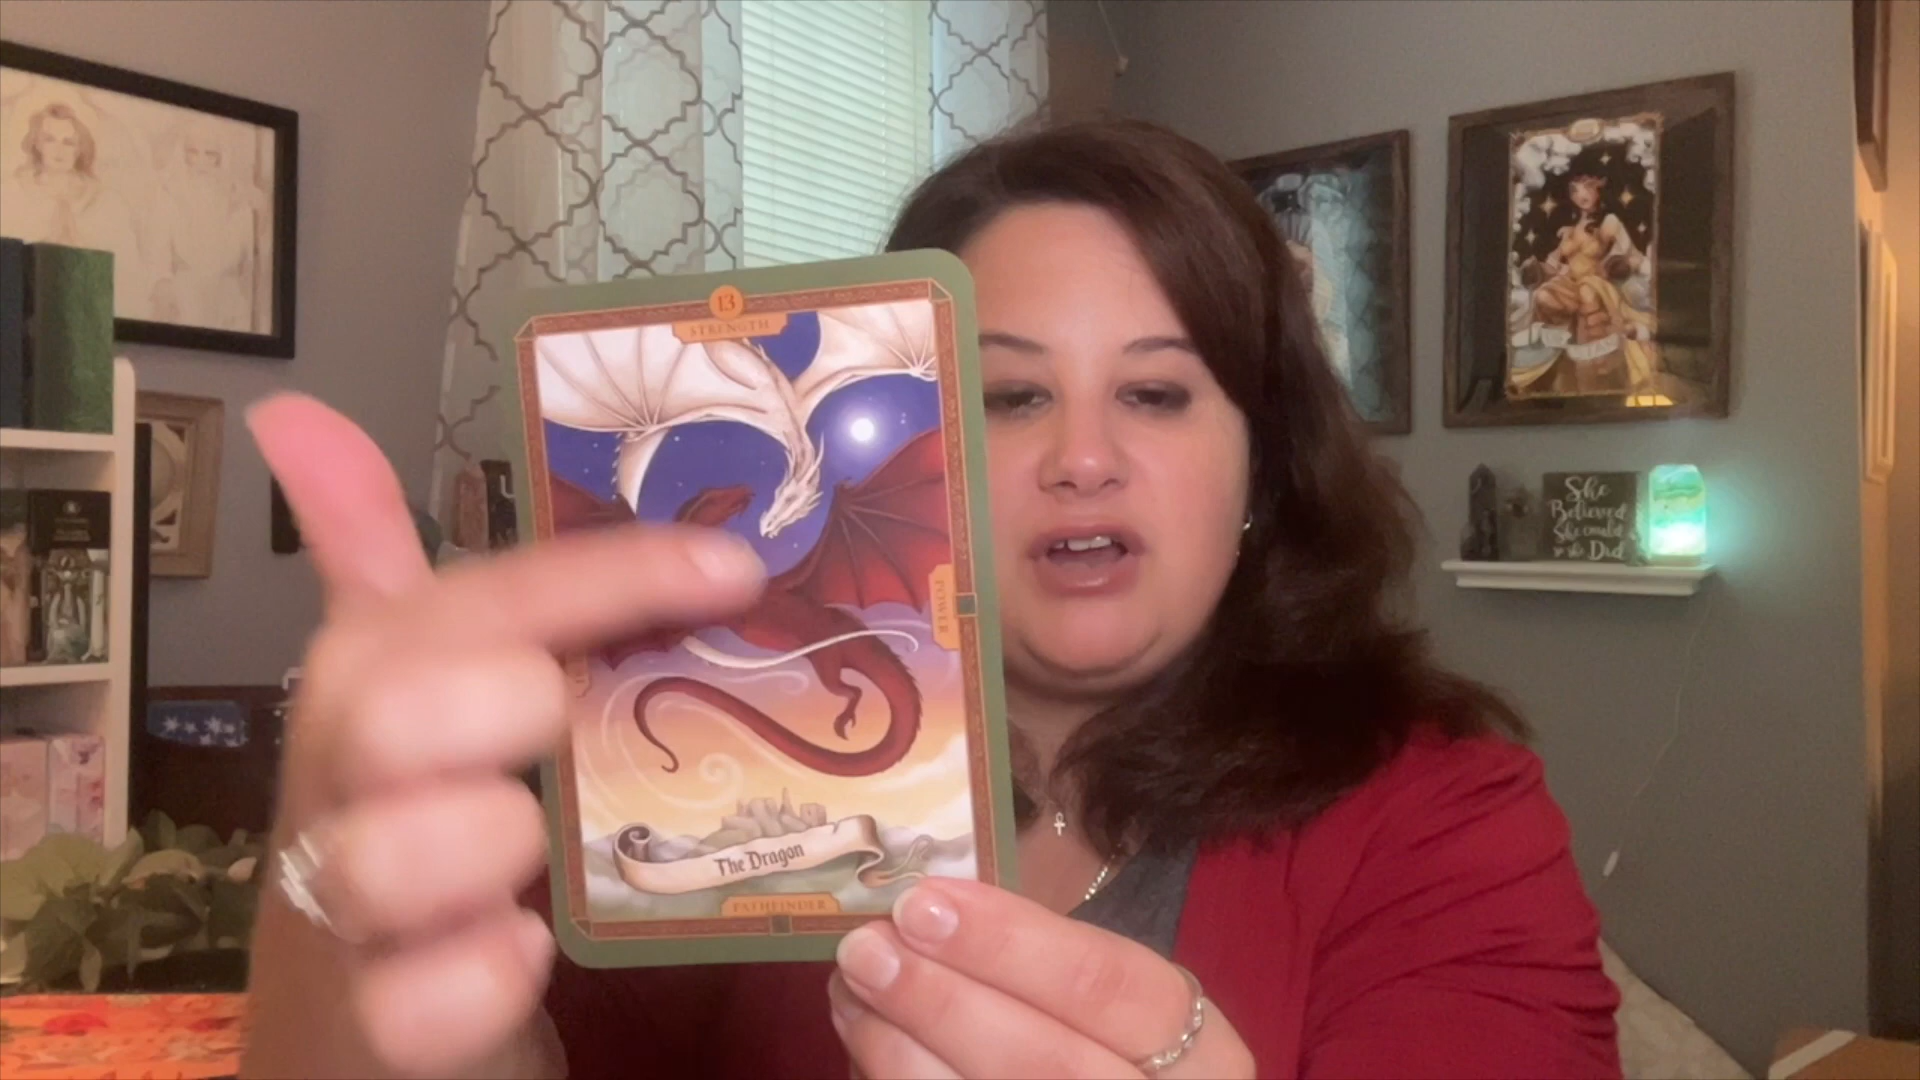 13
STRENGTH
POWER
The Dragon
PATHFINDER
She
Believed
She could
so she Did